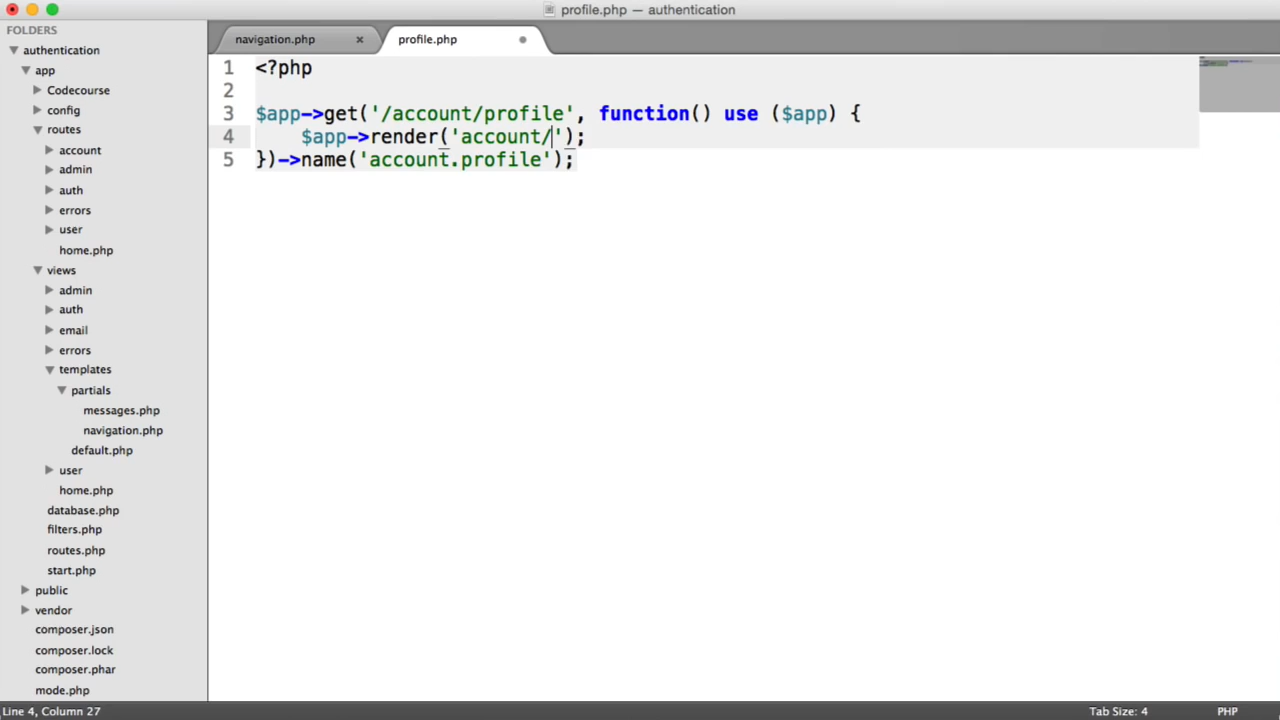 profile.php — authentication
FOLDERS
authentication
app
Codecourse
config
routes
account
admin
auth
errors
user
home.php
views
admin
auth
email
errors
templates
partials
messages.php
navigation.php
default.php
user
home.php
database.php
filters.php
routes.php
start.php
public
vendor
composer.json
composer.lock
composer.phar
mode.php
navigation.php ×
profile.php
1 <?php
2
3 $app->get('/account/profile', function() use ($app) {
4 $app->render('account/');
5 })->name('account.profile');
Line 4, Column 27
Tab Size: 4
PHP